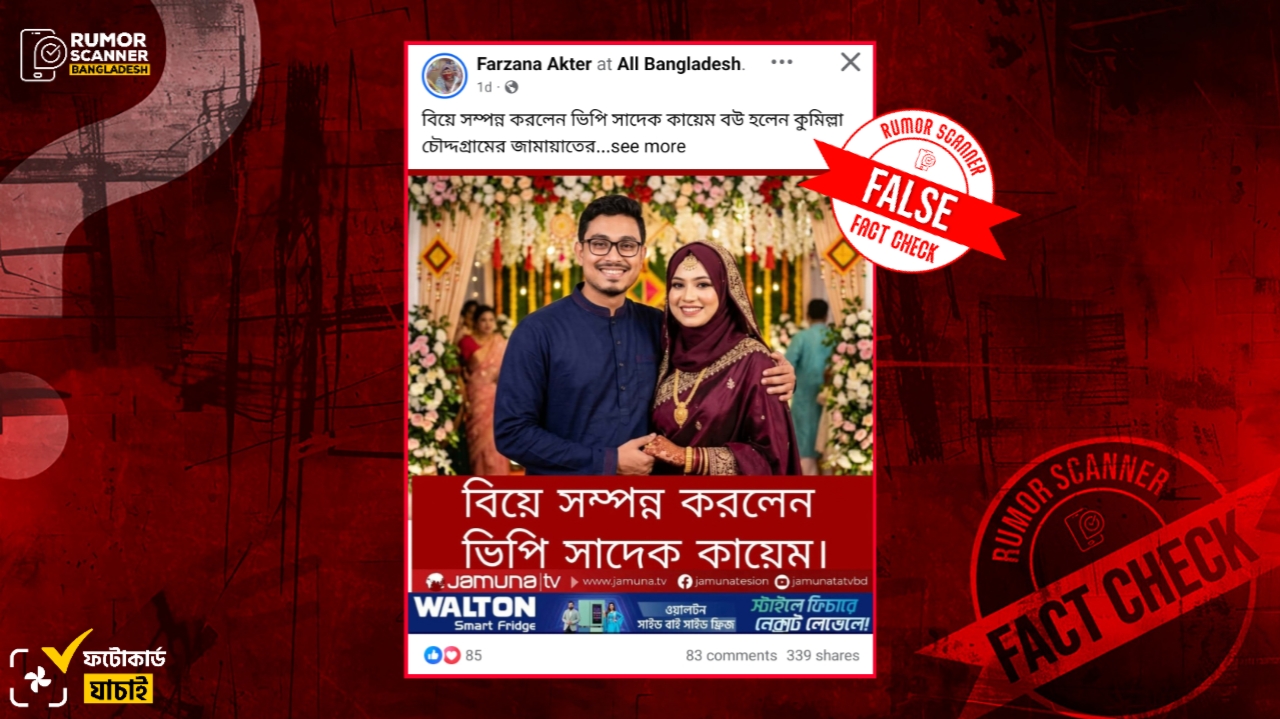 RUMOR
SCANNER
BANGLADESH
Farzana Akter at All Bangladesh.
1d
বিয়ে সম্পন্ন করলেন ভিপি সাদেক কায়েম বউ হলেন কুমিল্লা
চৌদ্দগ্রামের জামায়াতের...see more
RUMOR SCANNER
FALSE
FACT CHECK
বিয়ে সম্পন্ন করলেন
ভিপি সাদেক কায়েম।
Jamuna|tv www.jamuna.tv jamunatesion jamunatatvbd
WALTON
Smart Fridge
ওয়ালটন
সাইড বাই সাইড ফ্রিজ
স্টাইলে ফিচারে
নেক্সট লেভেলে!
85 83 comments 339 shares
RUMOR SCANNER
FACT CHECK
ফটোকার্ড
যাচাই